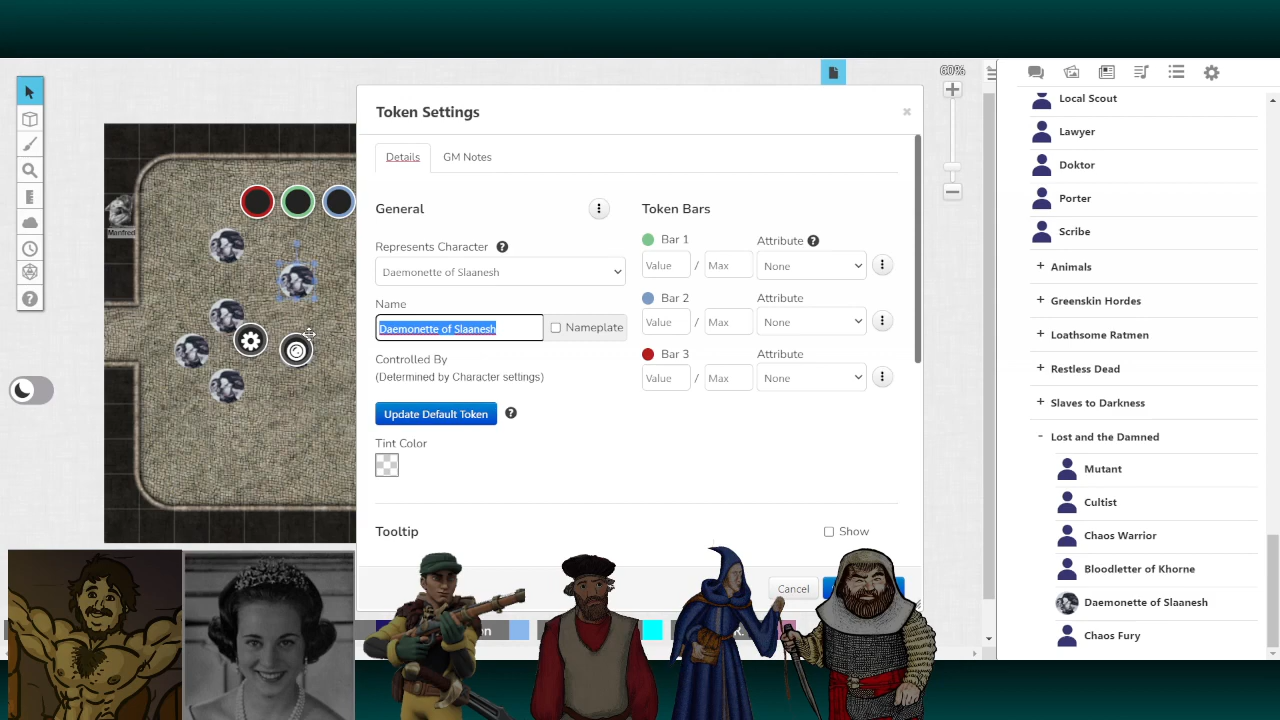 60%
Token Settings
×
Details
GM Notes
General
Represents Character ?
Daemonette of Slaanesh
Name
Daemonette of Slaanesh
Nameplate
Controlled By
(Determined by Character settings)
Update Default Token ?
Tint Color
Token Bars
Bar 1 Attribute ?
Value / Max None
Bar 2 Attribute
Value / Max None
Bar 3 Attribute
Value / Max None
Tooltip
Show
Cancel
Manfred
Local Scout
Lawyer
Doktor
Porter
Scribe
+ Animals
+ Greenskin Hordes
+ Loathsome Ratmen
+ Restless Dead
+ Slaves to Darkness
- Lost and the Damned
Mutant
Cultist
Chaos Warrior
Bloodletter of Khorne
Daemonette of Slaanesh
Chaos Fury